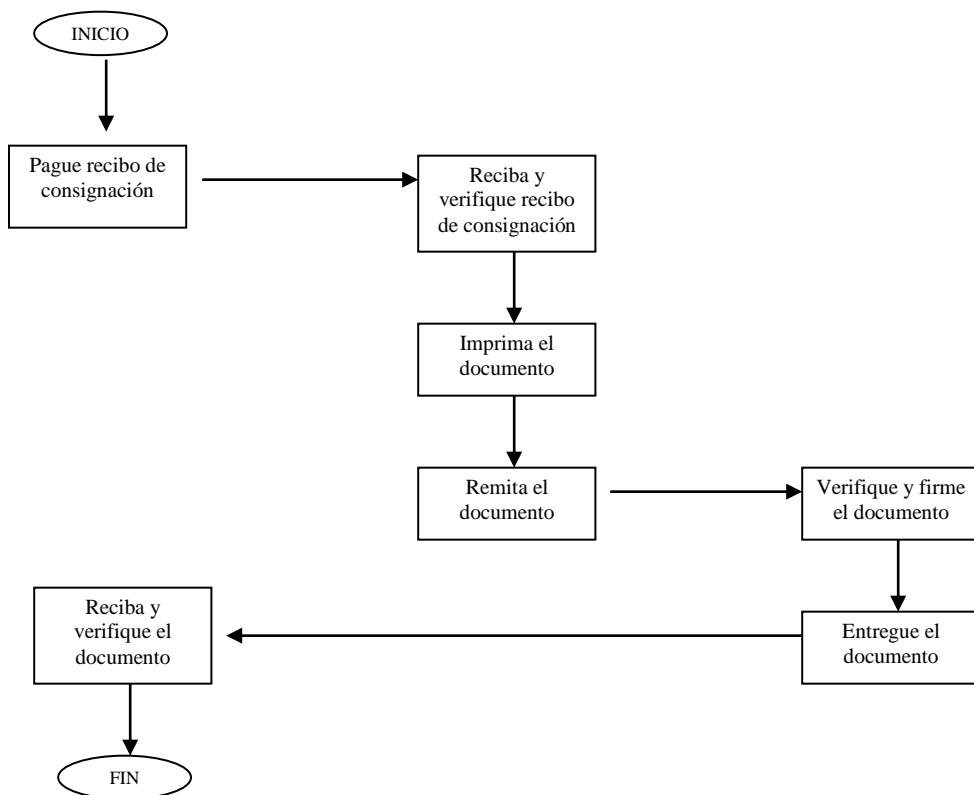 INICIO
Pague recibo de
consignación
Reciba y
verifique recibo
de consignación
Imprima el
documento
Remita el
documento
Verifique y firme
el documento
Entregue el
documento
Reciba y
verifique el
documento
FIN